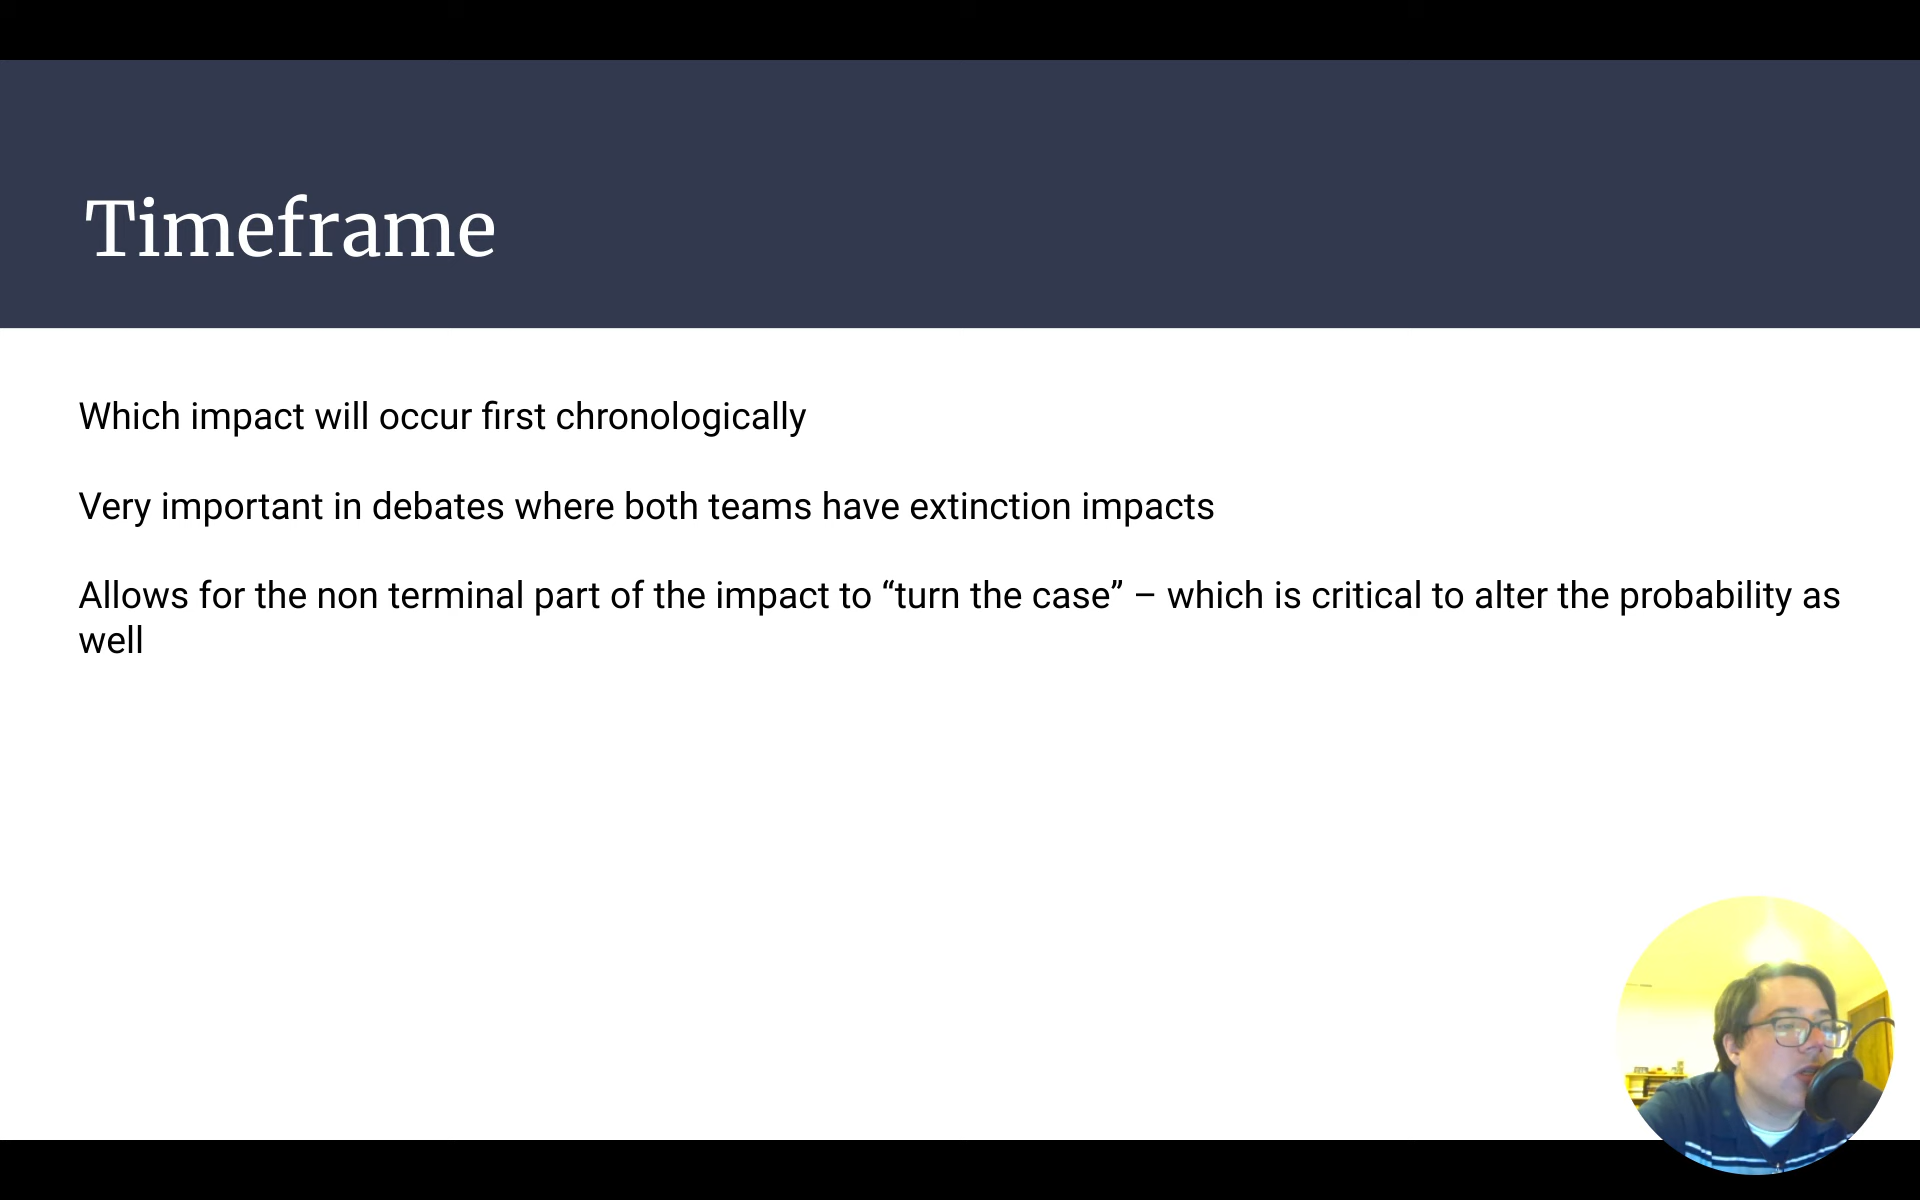 Timeframe
Which impact will occur first chronologically
Very important in debates where both teams have extinction impacts
Allows for the non terminal part of the impact to “turn the case” – which is critical to alter the probability as
well